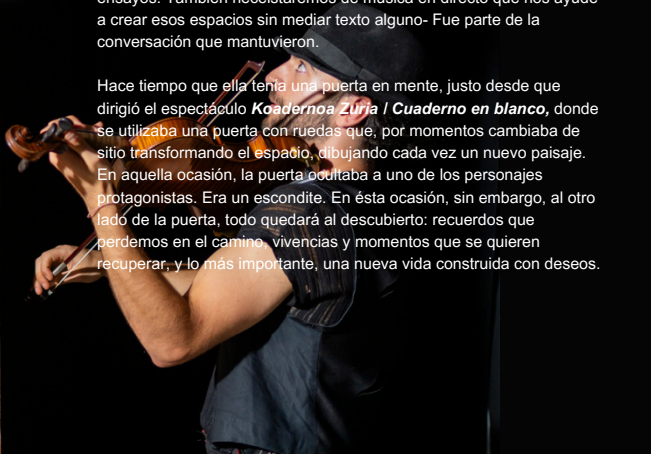 ensayos. También necesitaremos de música en directo que nos ayude
a crear esos espacios sin mediar texto alguno- Fue parte de la
conversación que mantuvieron.
Hace tiempo que ella tenía una puerta en mente, justo desde que
dirigió el espectáculo Koadernoa Zuria / Cuaderno en blanco, donde
se utilizaba una puerta con ruedas que, por momentos cambiaba de
sitio transformando el espacio, dibujando cada vez un nuevo paisaje.
En aquella ocasión, la puerta ocultaba a uno de los personajes
protagonistas. Era un escondite. En ésta ocasión, sin embargo, al otro
lado de la puerta, todo quedará al descubierto: recuerdos que
perdemos en el camino, vivencias y momentos que se quieren
recuperar, y lo más importante, una nueva vida construida con deseos.